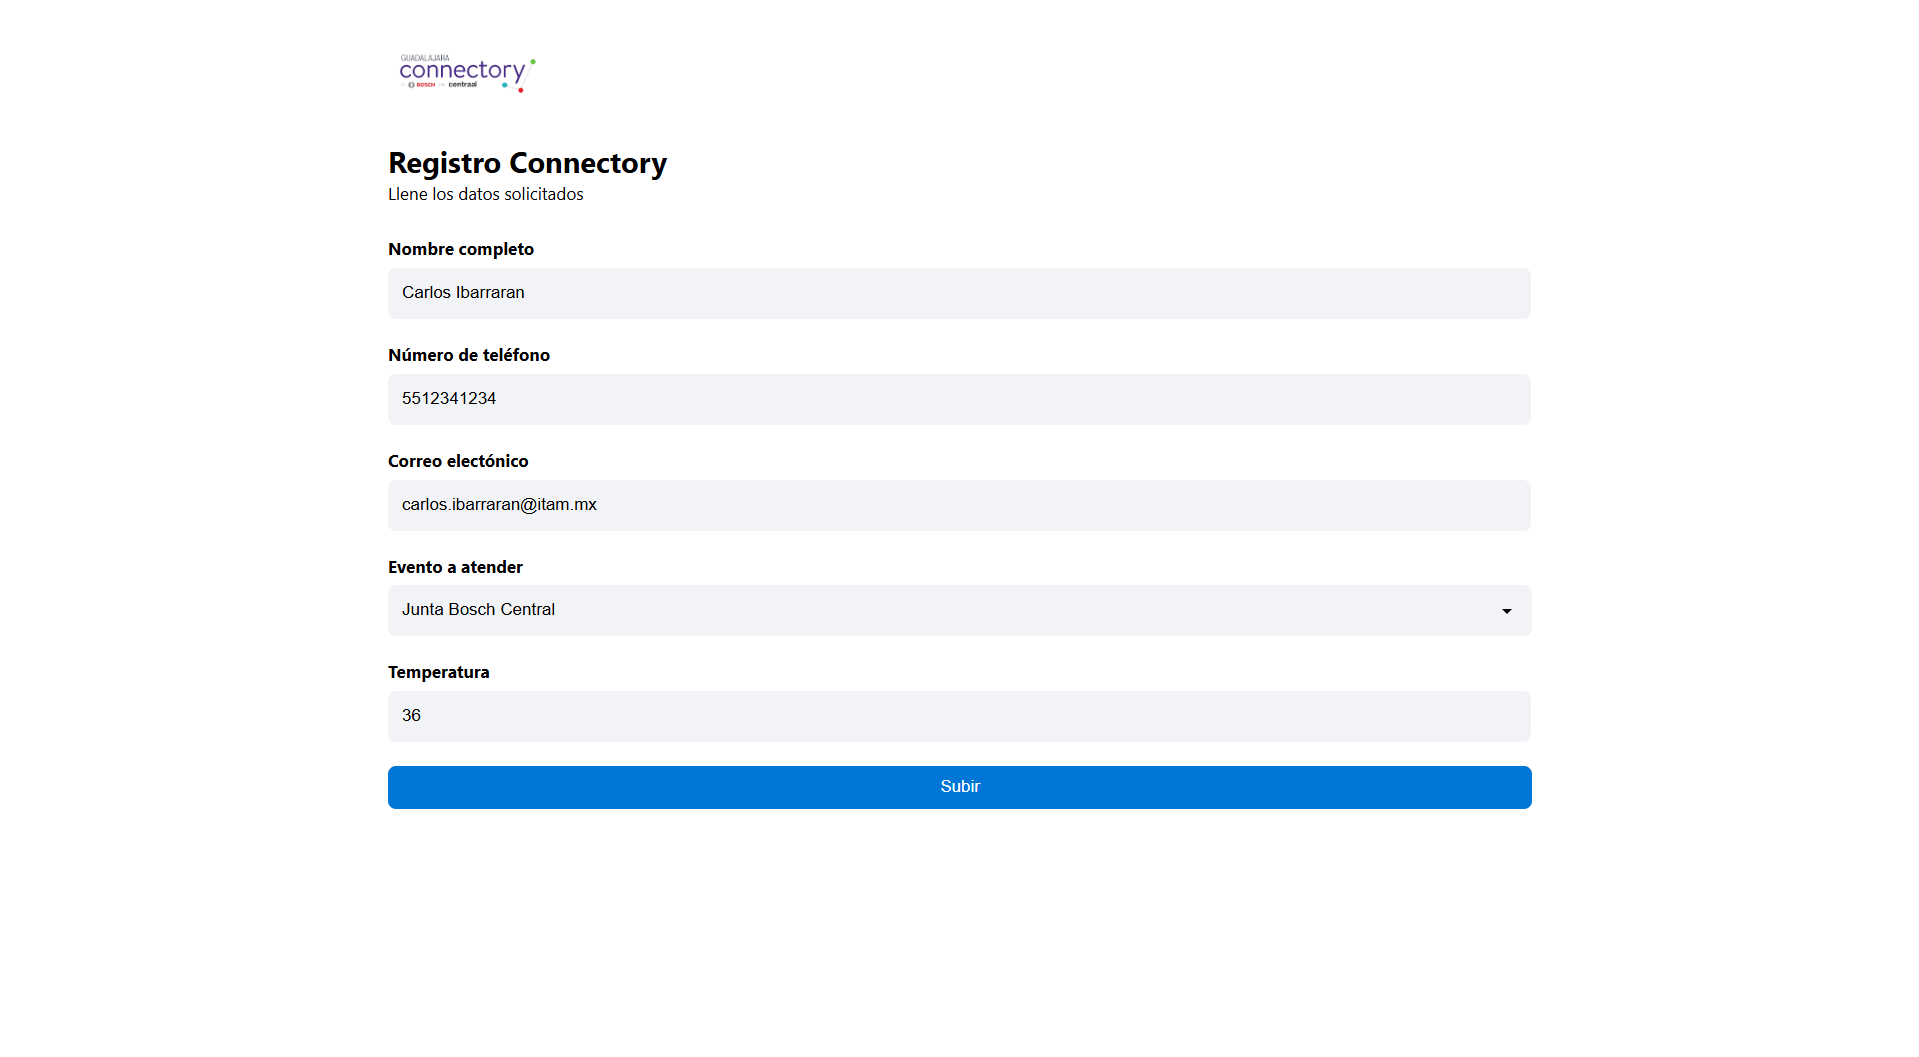 GUADALAJARA
connectory
BOSCH centraal
Registro Connectory
Llene los datos solicitados
Nombre completo
Carlos Ibarraran
Número de teléfono
5512341234
Correo electónico
carlos.ibarraran@itam.mx
Evento a atender
Junta Bosch Central
Temperatura
36
Subir